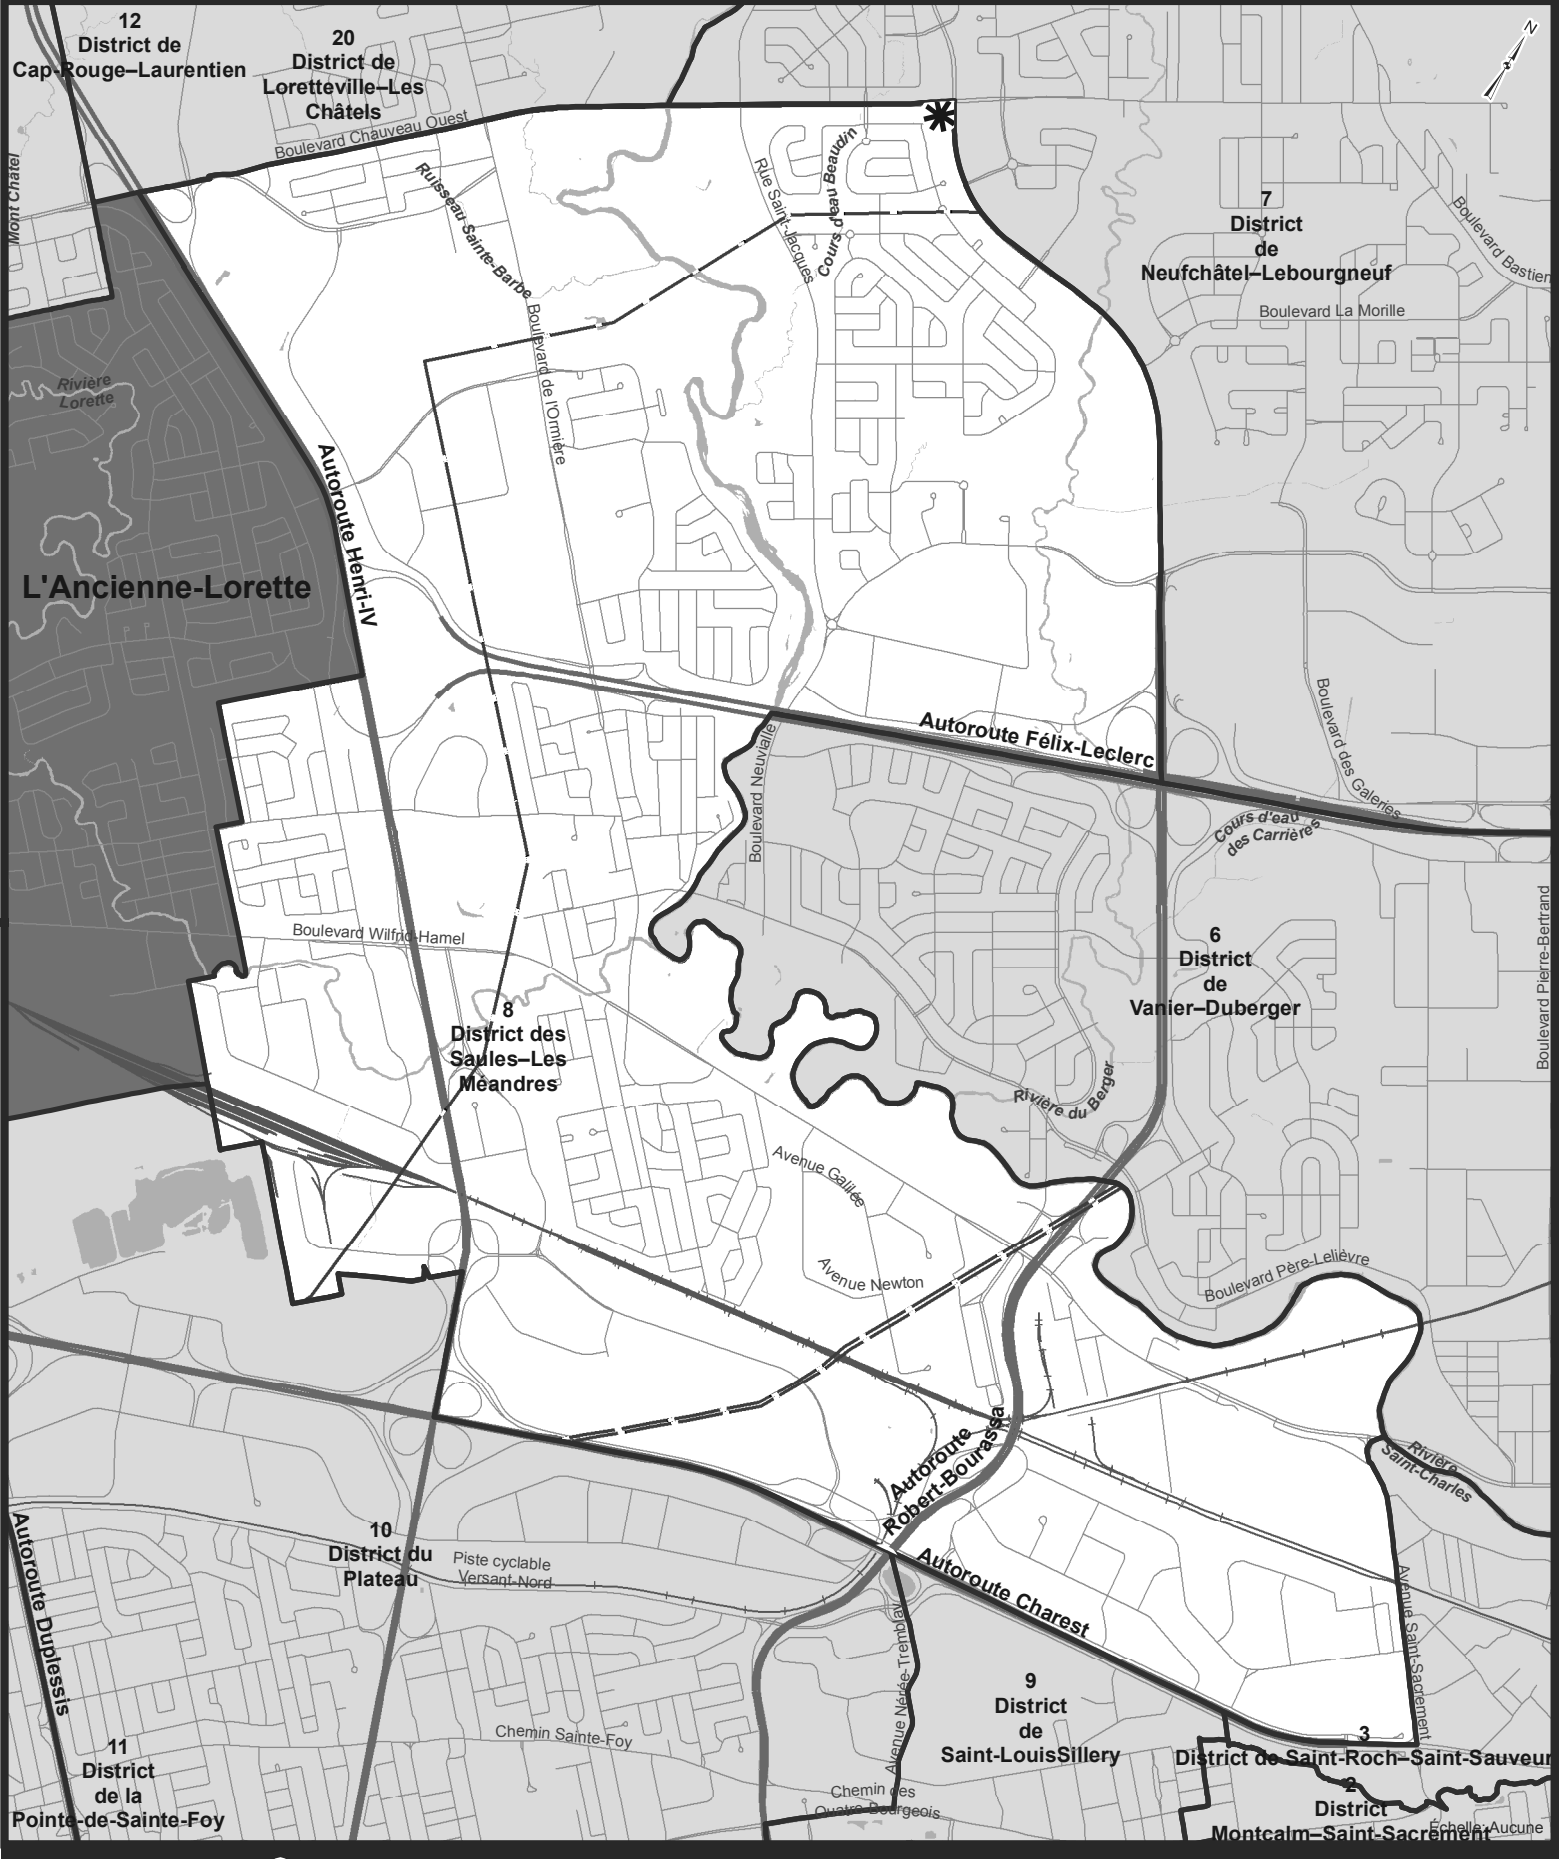 12
District de
Cap-Rouge–Laurentien
20
District de
Loretteville–Les
Châtels
Boulevard Chauveau Ouest
N
Mont Châtel
Ruisseau Sainte-Barbe
Rue Saint-Jacques
Cours d'eau Beaudin
7
District
de
Neufchâtel–Lebourgneuf
Boulevard Bastien
Boulevard La Morille
Rivière
Lorette
Boulevard de l'Ormière
Autoroute Henri-IV
L'Ancienne-Lorette
Autoroute Félix-Leclerc
Boulevard des Galeries
Boulevard Neuvialle
Cours d'eau
des Carrières
Boulevard Wilfrid-Hamel
6
District
de
Vanier–Duberger
Boulevard Pierre-Bertrand
8
District des
Saules–Les
Méandres
Rivière du Berger
Avenue Galilée
Avenue Newton
Boulevard Père-Lelièvre
Autoroute
Robert-Bourassa
Rivière
Saint-Charles
10
District du
Plateau
Piste cyclable
Versant-Nord
Autoroute Duplessis
Autoroute Charest
Avenue Nérée-Tremblay
Avenue Saint-Sacrement
9
District
de
Saint-LouisSillery
Chemin Sainte-Foy
11
District
de la
Pointe-de-Sainte-Foy
3
District de Saint-Roch–Saint-Sauveur
2
District
Montcalm–Saint-Sacrement
Chemin des
Quatre-Bourgeois
Échelle: Aucune